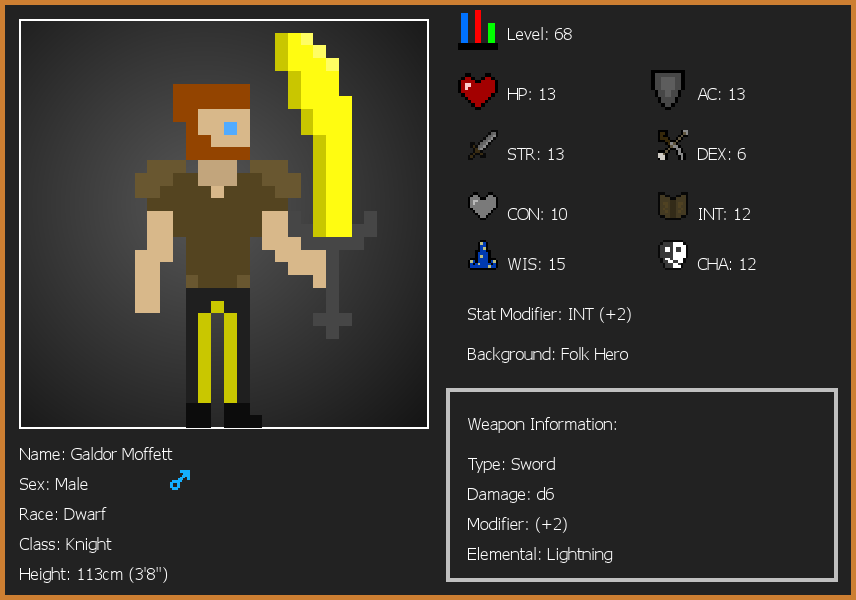 Level: 68
HP: 13
AC: 13
STR: 13
DEX: 6
CON: 10
INT: 12
WIS: 15
CHA: 12
Stat Modifier: INT (+2)
Background: Folk Hero
Weapon Information:
Type: Sword
Damage: d6
Modifier: (+2)
Elemental: Lightning
Name: Galdor Moffett
Sex: Male
Race: Dwarf
Class: Knight
Height: 113cm (3'8")